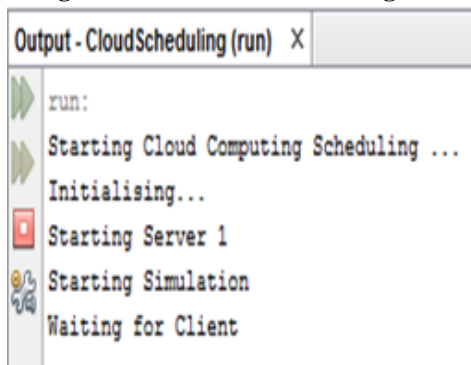 Output - CloudScheduling (run) X
run:
Starting Cloud Computing Scheduling ...
Initialising...
Starting Server 1
Starting Simulation
Waiting for Client